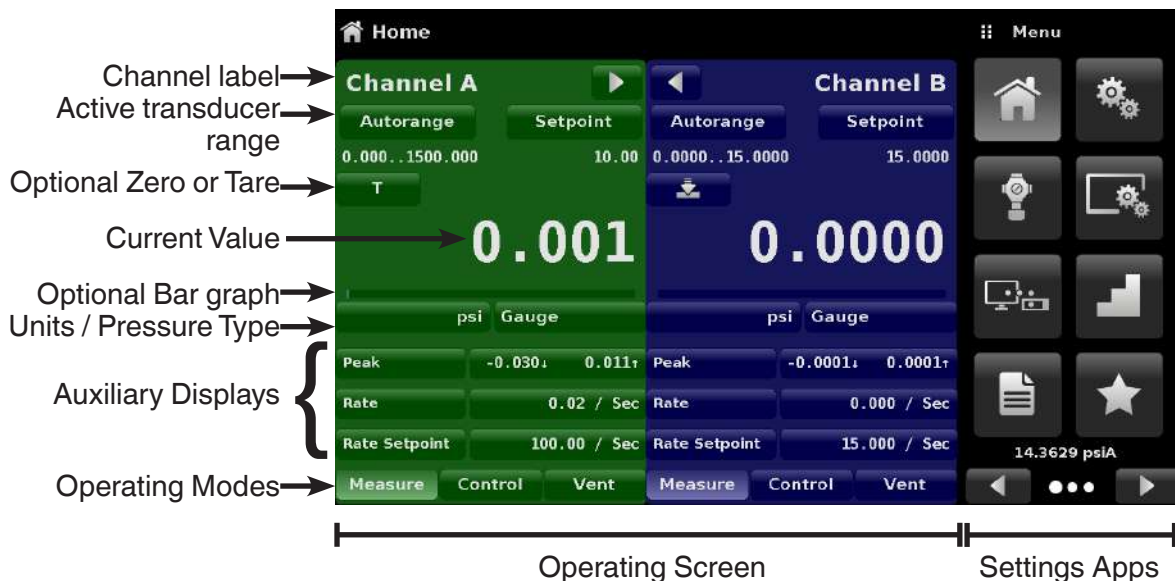 Home
Menu
Channel label
Channel A
Channel B
Active transducer
range
Autorange
Setpoint
Autorange
Setpoint
0.000..1500.000
10.00
0.0000..15.0000
15.0000
Optional Zero or Tare
T
Current Value
0.001
0.0000
Optional Bar graph
Units / Pressure Type
psi
Gauge
psi
Gauge
Auxiliary Displays
Peak
-0.030↓
0.011↑
Peak
-0.0001↓
0.0001↑
Rate
0.02 / Sec
Rate
0.000 / Sec
Rate Setpoint
100.00 / Sec
Rate Setpoint
15.000 / Sec
14.3629 psiA
Operating Modes
Measure
Control
Vent
Measure
Control
Vent
Operating Screen
Settings Apps